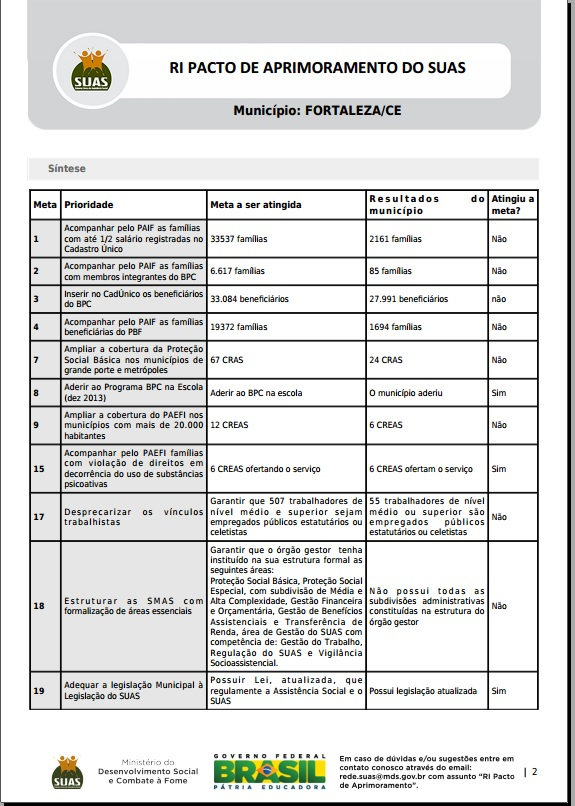 SUAS
RI PACTO DE APRIMORAMENTO DO SUAS
Município: FORTALEZA/CE
Síntese
Meta Prioridade Meta a ser atingida Resultados do município Atingiu a meta?
1
Acompanhar pelo PAIF as famílias
com até 1/2 salário registradas no
Cadastro Único
33537 famílias
2161 famílias
Não
2
Acompanhar pelo PAIF as famílias
com membros integrantes do BPC
6.617 famílias
85 famílias
Não
3
Inserir no CadÚnico os beneficiários
do BPC
33.084 beneficiários
27.991 beneficiários
não
4
Acompanhar pelo PAIF as famílias
beneficiárias do PBF
19372 famílias
1694 famílias
Não
7
Ampliar a cobertura da Proteção
Social Básica nos municípios de
grande porte e metrópoles
67 CRAS
24 CRAS
Não
8
Aderir ao Programa BPC na Escola
(dez 2013)
Aderir ao BPC na escola
O município aderiu
Sim
9
Ampliar a cobertura do PAEFI nos
municípios com mais de 20.000
habitantes
12 CREAS
6 CREAS
Não
15
Acompanhar pelo PAEFI famílias
com violação de direitos em
decorrência do uso de substâncias
psicoativas
6 CREAS ofertando o serviço
6 CREAS ofertam o serviço
Sim
17
Desprecarizar os vínculos
trabalhistas
Garantir que 507 trabalhadores de
nível médio e superior sejam
empregados públicos estatutários ou
celetistas
55 trabalhadores de nível
médio ou superior são
empregados públicos
estatutários ou celetistas
Não
18
Estruturar as SMAS com
formalização de áreas essenciais
Garantir que o órgão gestor tenha
instituído na sua estrutura formal as
seguintes áreas:
Proteção Social Básica, Proteção Social
Especial, com subdivisão de Média e
Alta Complexidade, Gestão Financeira
e Orçamentária, Gestão de Benefícios
Assistenciais e Transferência de
Renda, área de Gestão do SUAS com
competência de: Gestão do Trabalho,
Regulação do SUAS e Vigilância
Socioassistencial.
Não possui todas as
subdivisões administrativas
constituídas na estrutura do
órgão gestor
Não
19
Adequar a legislação Municipal à
Legislação do SUAS
Possuir Lei, atualizada, que
regulamente a Assistência Social e o
SUAS
Possui legislação atualizada
Sim
SUAS
Ministério do
Desenvolvimento Social
e Combate à Fome
GOVERNO FEDERAL
BRASIL
PÁTRIA EDUCADORA
Em caso de dúvidas e/ou sugestões entre em
contato conosco através do email:
rede.suas@mds.gov.br com assunto "RI Pacto
de Aprimoramento".
| 2